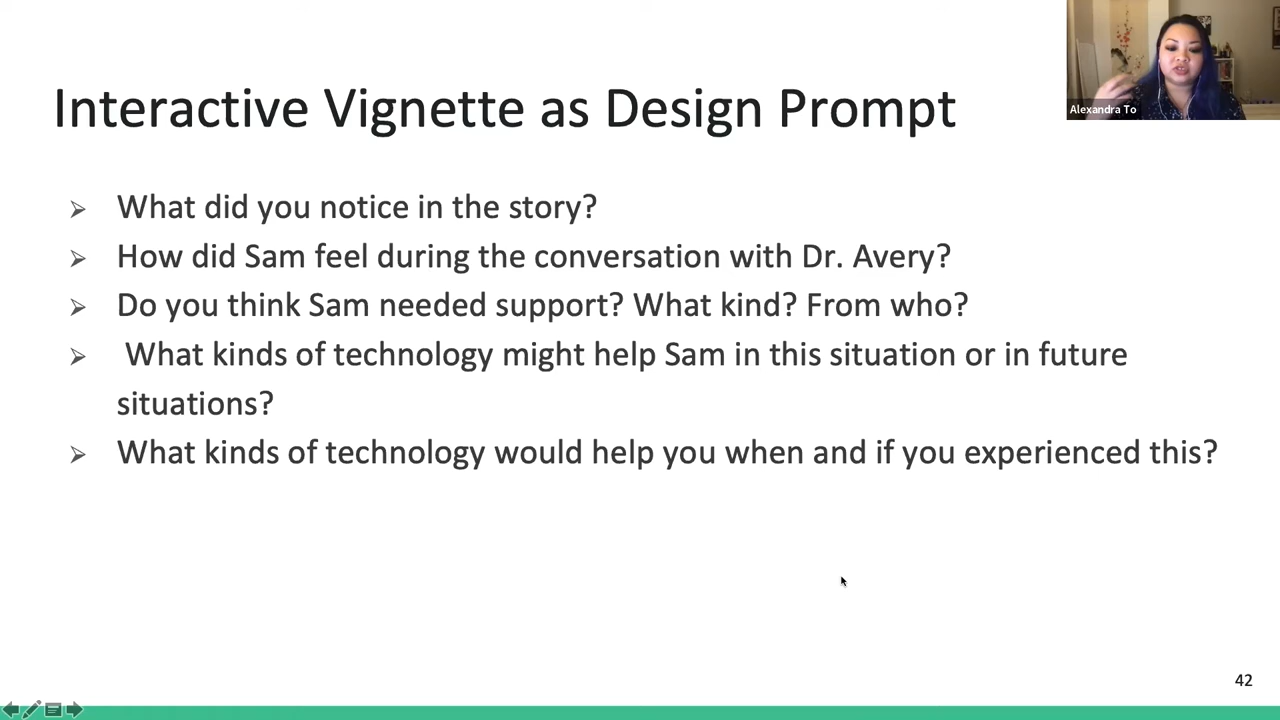 Interactive Vignette as Design Prompt
Alexandra To
➢ What did you notice in the story?
➢ How did Sam feel during the conversation with Dr. Avery?
➢ Do you think Sam needed support? What kind? From who?
➢ What kinds of technology might help Sam in this situation or in future
situations?
➢ What kinds of technology would help you when and if you experienced this?
42